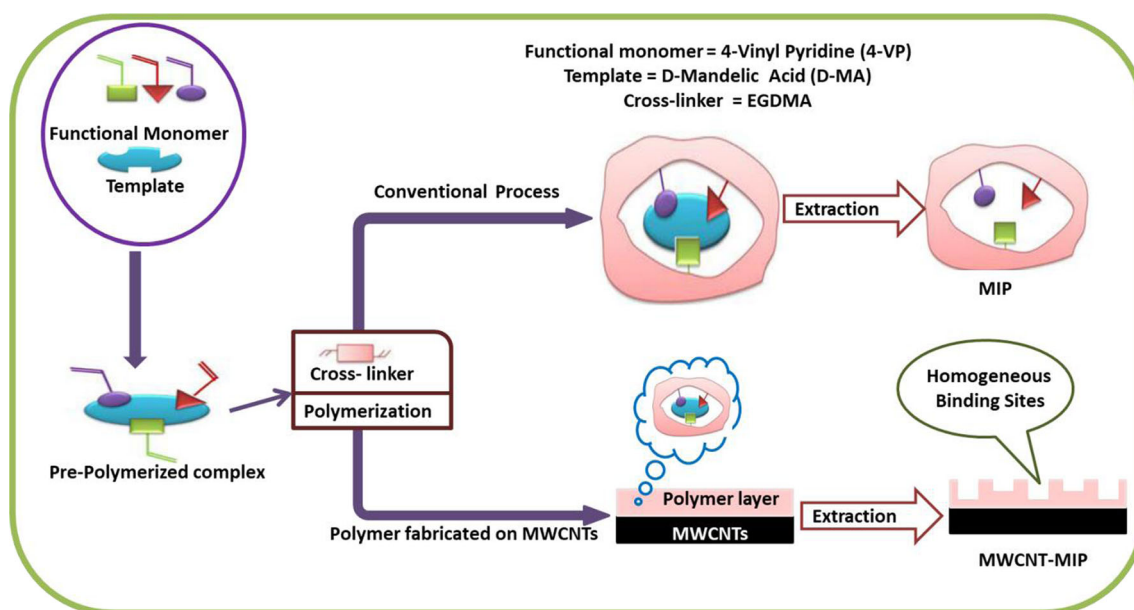 Functional monomer = 4-Vinyl Pyridine (4-VP)
Template = D-Mandelic Acid (D-MA)
Cross-linker = EGDMA
Functional Monomer
Template
Conventional Process
Extraction
MIP
Cross- linker
Polymerization
Pre-Polymerized complex
Homogeneous
Binding Sites
Polymer layer
Polymer fabricated on MWCNTs
MWCNTs
Extraction
MWCNT-MIP